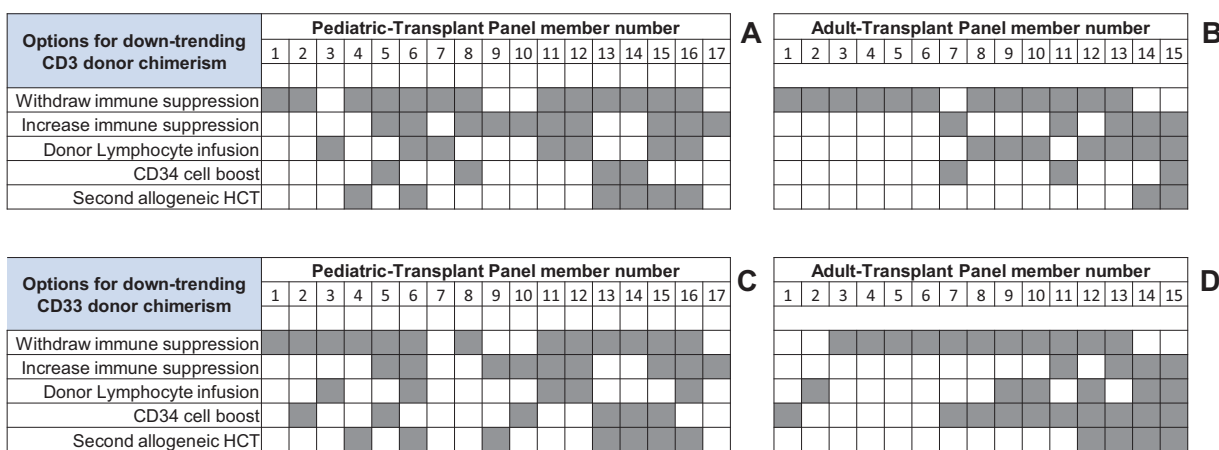 Options for down-trending CD3 donor chimerism
Pediatric-Transplant Panel member number
1 2 3 4 5 6 7 8 9 10 11 12 13 14 15 16 17
A
Adult-Transplant Panel member number
1 2 3 4 5 6 7 8 9 10 11 12 13 14 15
B
Withdraw immune suppression
Increase immune suppression
Donor Lymphocyte infusion
CD34 cell boost
Second allogeneic HCT
Options for down-trending CD33 donor chimerism
Pediatric-Transplant Panel member number
1 2 3 4 5 6 7 8 9 10 11 12 13 14 15 16 17
C
Adult-Transplant Panel member number
1 2 3 4 5 6 7 8 9 10 11 12 13 14 15
D
Withdraw immune suppression
Increase immune suppression
Donor Lymphocyte infusion
CD34 cell boost
Second allogeneic HCT